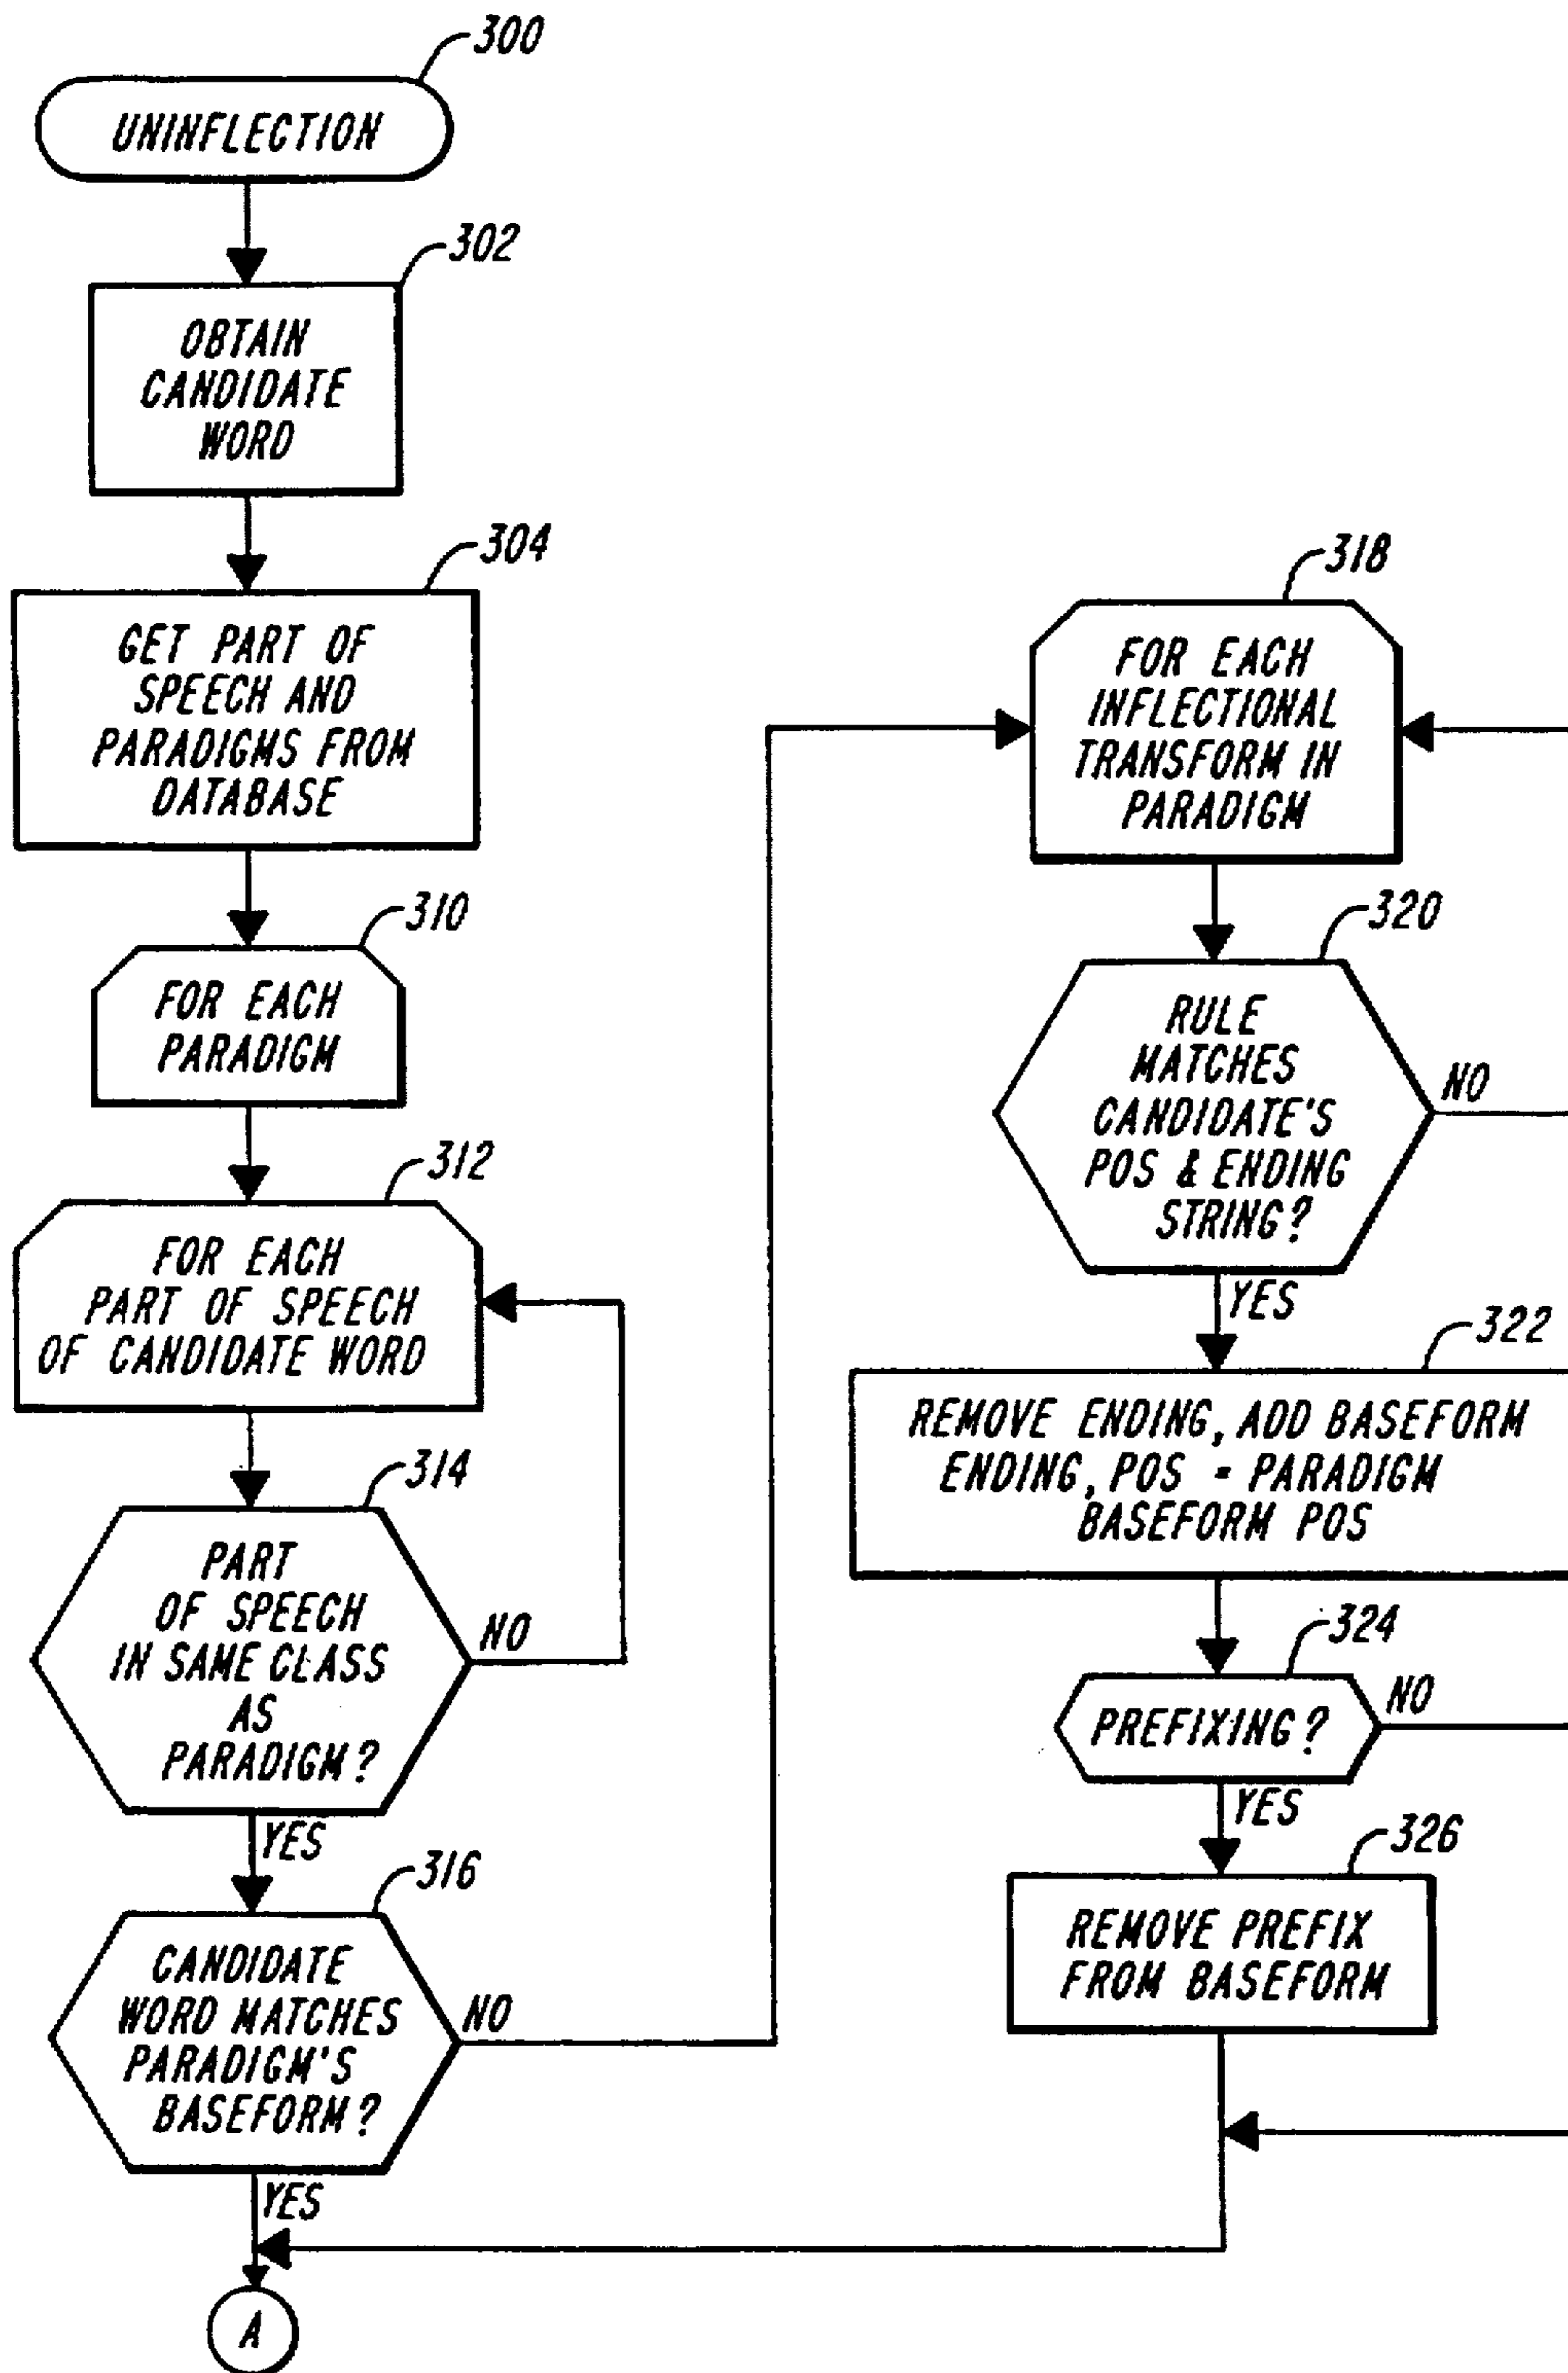 300
UNINFLECTION
302
OBTAIN
CANDIDATE
WORD
304
GET PART OF
SPEECH AND
PARADIGMS FROM
DATABASE
310
FOR EACH
PARADIGM
312
FOR EACH
PART OF SPEECH
OF CANDIDATE WORD
314
PART
OF SPEECH
IN SAME CLASS
AS
PARADIGM?
NO
YES
316
CANDIDATE
WORD MATCHES
PARADIGM'S
BASEFORM?
NO
YES
A
318
FOR EACH
INFLECTIONAL
TRANSFORM IN
PARADIGM
320
RULE
MATCHES
CANDIDATE'S
POS & ENDING
STRING?
NO
YES
322
REMOVE ENDING, ADD BASEFORM
ENDING, POS = PARADIGM
BASEFORM POS
324
PREFIXING?
NO
YES
326
REMOVE PREFIX
FROM BASEFORM